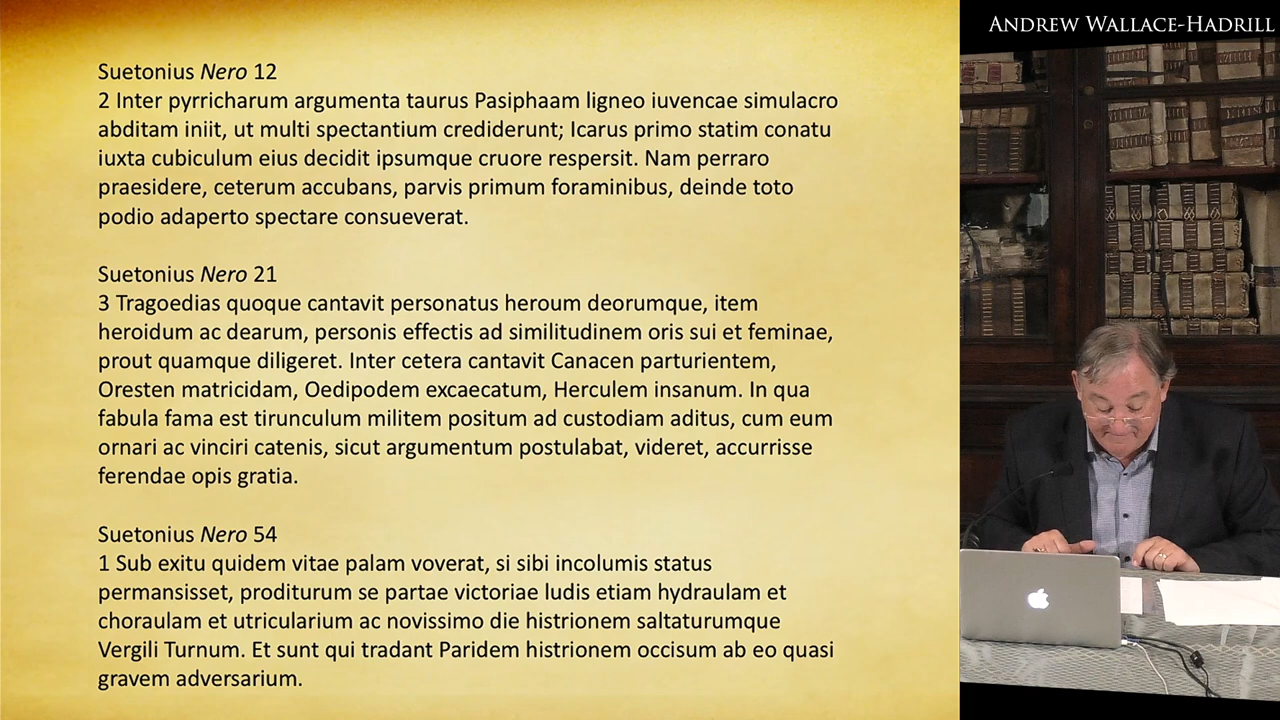 Suetonius Nero 12
2 Inter pyrricharum argumenta taurus Pasiphaam ligneo iuvencae simulacro
abditam iniit, ut multi spectantium crediderunt; Icarus primo statim conatu
iuxta cubiculum eius decidit ipsumque cruore respersit. Nam perraro
praesidere, ceterum accubans, parvis primum foraminibus, deinde toto
podio adaperto spectare consueverat.
Suetonius Nero 21
3 Tragoedias quoque cantavit personatus heroum deorumque, item
heroidum ac dearum, personis effectis ad similitudinem oris sui et feminae,
prout quamque diligeret. Inter cetera cantavit Canacen parturientem,
Oresten matricidam, Oedipodem excaecatum, Herculem insanum. In qua
fabula fama est tirunculum militem positum ad custodiam aditus, cum eum
ornari ac vinciri catenis, sicut argumentum postulabat, videret, accurrisse
ferendae opis gratia.
Suetonius Nero 54
1 Sub exitu quidem vitae palam voverat, si sibi incolumis status
permansisset, proditurum se partae victoriae ludis etiam hydraulam et
choraulam et utricularium ac novissimo die histrionem saltaturumque
Vergili Turnum. Et sunt qui tradant Paridem histrionem occisum ab eo quasi
gravem adversarium.
ANDREW WALLACE-HADRILL